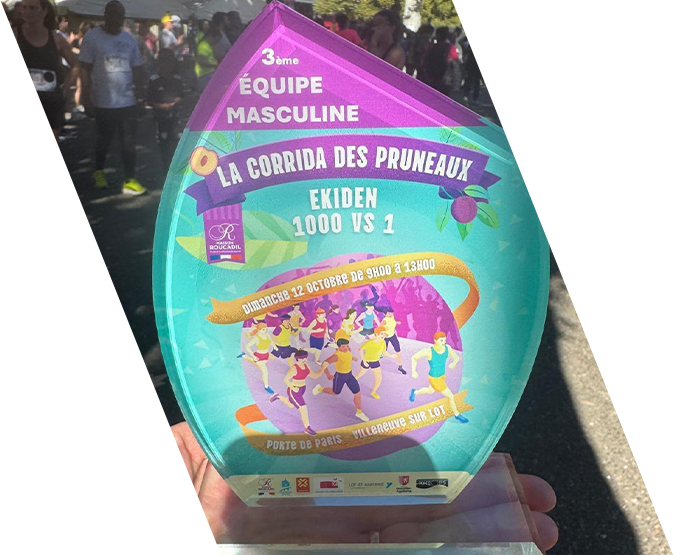 3ème
ÉQUIPE
MASCULINE
LA CORRIDA DES PRUNEAUX
EKIDEN
1000 VS 1
R
MAISON
ROUCADIL
DIMANCHE 12 OCTOBRE DE 9H00 à 13H00
PORTE DE PARIS - VILLENEUVE SUR LOT